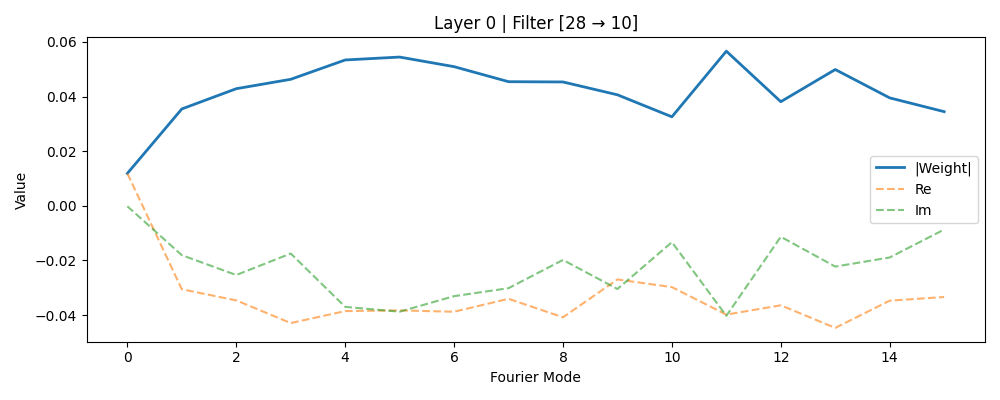 Layer 0 | Filter [28 → 10]
0.06
0.04
0.02
0.00
−0.02
−0.04
Value
|Weight|
Re
Im
0 2 4 6 8 10 12 14
Fourier Mode